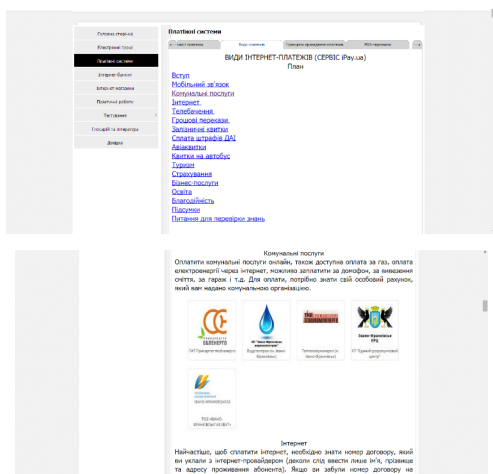 Головна сторінка
Електронні гроші
Платіжні системи
Інтернет-банкінг
Інтернет-магазини
Практичні роботи
Тестування
Глосарій та література
Довідка
Платіжні системи
Види платежів
ВИДИ ІНТЕРНЕТ-ПЛАТЕЖІВ (СЕРВІС iPay.ua)
План
Вступ
Мобільний зв'язок
Комунальні послуги
Інтернет
Телебачення
Грошові перекази
Залізничні квитки
Сплата штрафів ДАІ
Авіаквитки
Квитки на автобус
Туризм
Страхування
Бізнес-послуги
Освіта
Благодійність
Підсумки
Питання для перевірки знань
Комунальні послуги
Оплатити комунальні послуги онлайн, також доступна оплата за газ, оплата
електроенергії через інтернет, можливо заплатити за домофон, за вивезення
сміття, за гараж і т.д. Для оплати, потрібно знати свій особовий рахунок,
який вам надано комунальною організацією.
ОБЛЕНЕРГО
Інтернет
Найчастіше, щоб сплатити інтернет, необхідно знати номер договору, який
ви уклали з інтернет-провайдером (деколи слід ввести лише ім'я, прізвище
та адресу проживання абонента). Якщо ви забули номер договору на